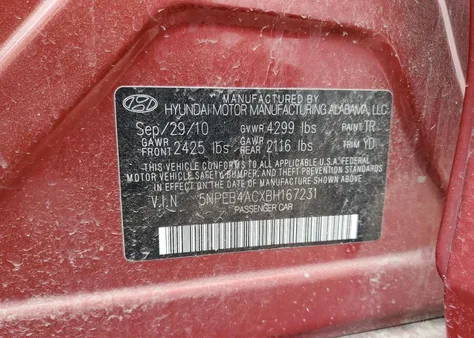 MANUFACTURED BY
HYUNDAI MOTOR MANUFACTURING ALABAMA, LLC
Sep/29/10 GVWR 4299 lbs PAINT TR
GAWR FRONT 2425 lbs GAWR REAR 2116 lbs TRIM YD
THIS VEHICLE CONFORMS TO ALL APPLICABLE FEDERAL
MOTOR VEHICLE SAFETY, BUMPER, AND THEFT PREVENTION STANDARDS
IN EFFECT ON THE DATE OF MANUFACTURE SHOWN ABOVE.
V.I.N 5NPEB4ACXBH167231
PASSENGER CAR